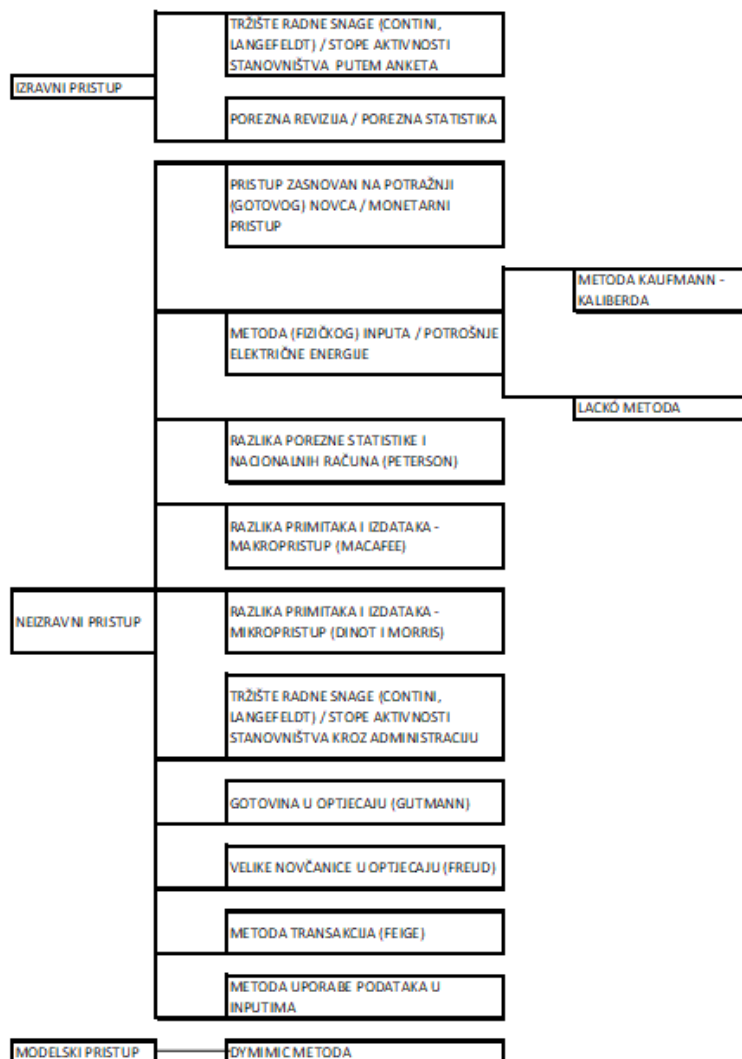 TRŽIŠTE RADNE SNAGE (CONTINI,
LANGEFELDT) / STOPE AKTIVNOSTI
STANOVNIŠTVA PUTEM ANKETA
IZRAVNI PRISTUP
POREZNA REVIZIJA / POREZNA STATISTIKA
PRISTUP ZASNOVAN NA POTRAŽNJI
(GOTOVOG) NOVCA / MONETARNI
PRISTUP
METODA KAUFMANN -
KALIBERDA
METODA (FIZIČKOG) INPUTA / POTROŠNJE
ELEKTRIČNE ENERGIJE
LACKÓ METODA
RAZLIKA POREZNE STATISTIKE I
NACIONALNIH RAČUNA (PETERSON)
RAZLIKA PRIMITAKA I IZDATAKA -
MAKROPRISTUP (MACAFEE)
NEIZRAVNI PRISTUP
RAZLIKA PRIMITAKA I IZDATAKA -
MIKROPRISTUP (DINOT I MORRIS)
TRŽIŠTE RADNE SNAGE (CONTINI,
LANGEFELDT) / STOPE AKTIVNOSTI
STANOVNIŠTVA KROZ ADMINISTRACIJU
GOTOVINA U OPTJECAJU (GUTMANN)
VELIKE NOVČANICE U OPTJECAJU (FREUD)
METODA TRANSAKCIJA (FEIGE)
METODA UPORABE PODATAKA U
INPUTIMA
MODELSKI PRISTUP
DYMIMIC METODA